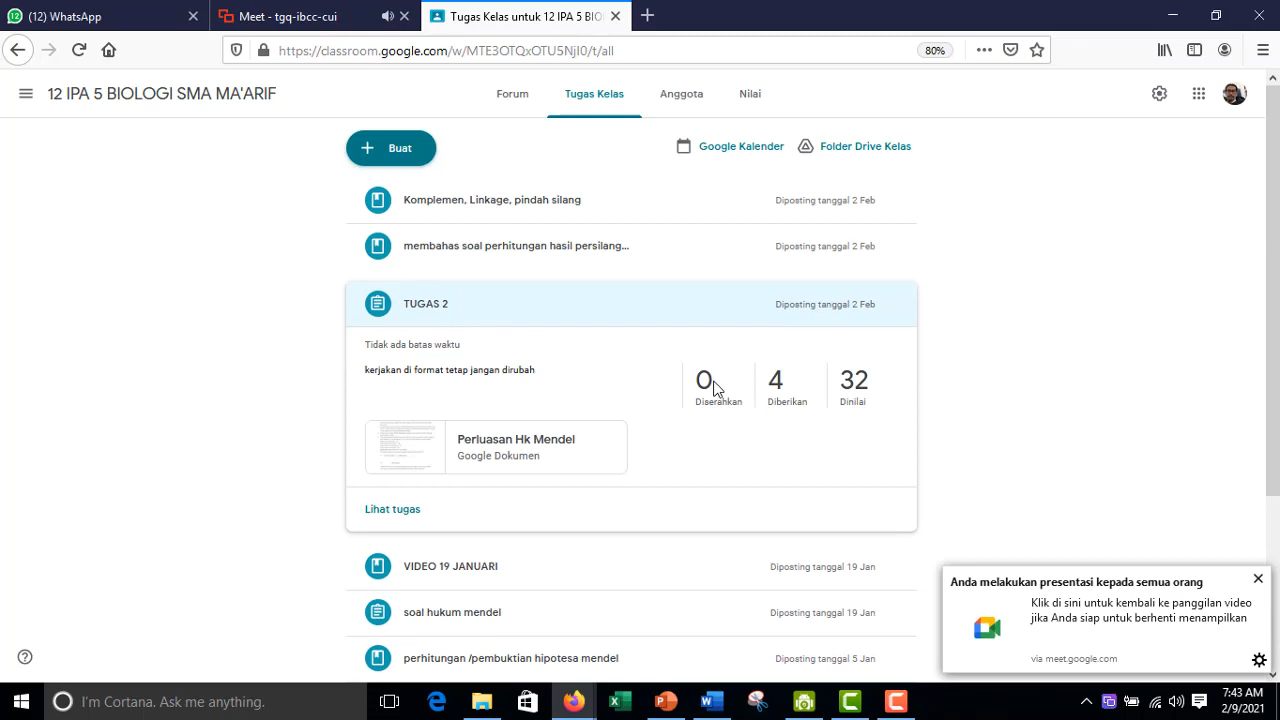 (12) WhatsApp
Meet - tgq-ibcc-cui
Tugas Kelas untuk 12 IPA 5 BIO
https://classroom.google.com/w/MTE3OTQxOTU5NjI0/t/all
80%
12 IPA 5 BIOLOGI SMA MA'ARIF
Forum
Tugas Kelas
Anggota
Nilai
Buat
Google Kalender
Folder Drive Kelas
Komplemen, Linkage, pindah silang
Diposting tanggal 2 Feb
membahas soal perhitungan hasil persilang...
Diposting tanggal 2 Feb
TUGAS 2
Diposting tanggal 2 Feb
Tidak ada batas waktu
kerjakan di format tetap jangan dirubah
0
4
32
Diserahkan
Diberikan
Dinilai
Perluasan Hk Mendel
Google Dokumen
Lihat tugas
VIDEO 19 JANUARI
Diposting tanggal 19 Jan
soal hukum mendel
Diposting tanggal 19 Jan
perhitungan /pembuktian hipotesa mendel
Diposting tanggal 5 Jan
Anda melakukan presentasi kepada semua orang
Klik di sini untuk kembali ke panggilan video
jika Anda siap untuk berhenti menampilkan
via meet.google.com
I'm Cortana. Ask me anything.
7:43 AM
2/9/2021